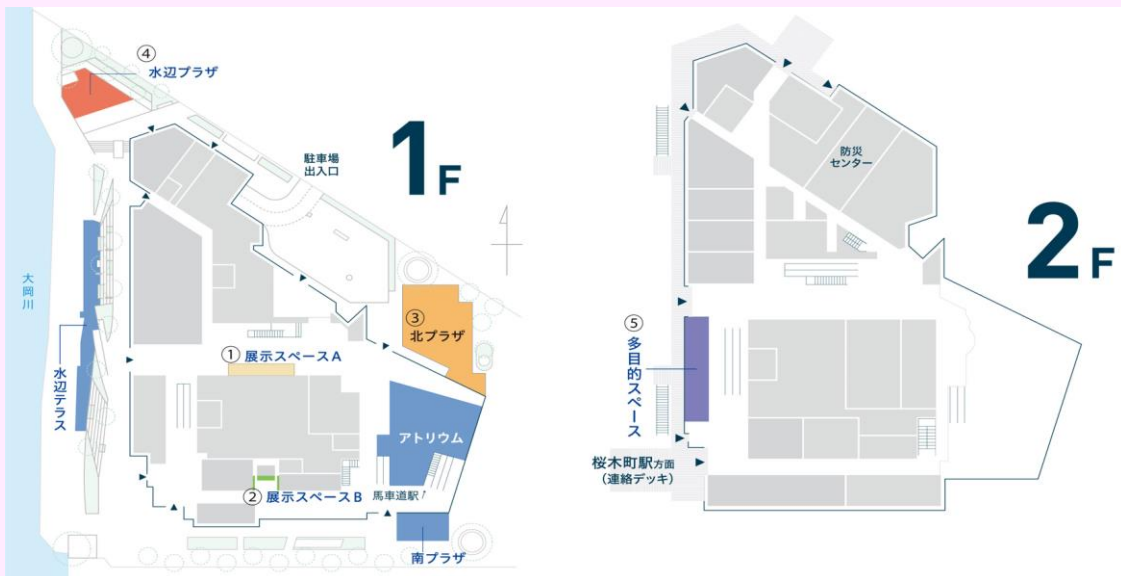 ④
水辺プラザ
1F
駐車場
出入口
大岡川
③
北プラザ
① 展示スペースA
水辺テラス
アトリウム
② 展示スペースB
馬車道駅
南プラザ
2F
防災
センター
⑤
多目的スペース
桜木町駅方面
(連絡デッキ)